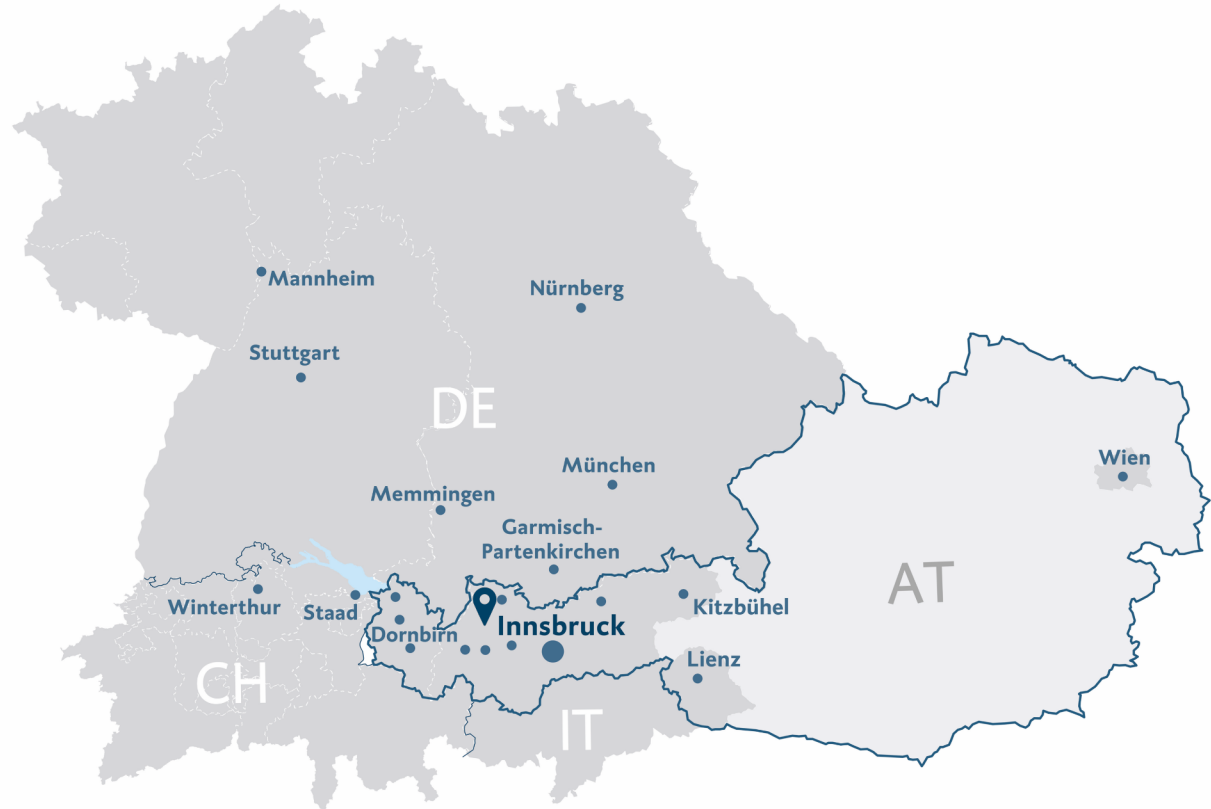 Mannheim
Nürnberg
Stuttgart
DE
München
Wien
Memmingen
Garmisch-
Partenkirchen
AT
Winterthur
Staad
Dornbirn
Innsbruck
Kitzbühel
Lienz
CH
IT